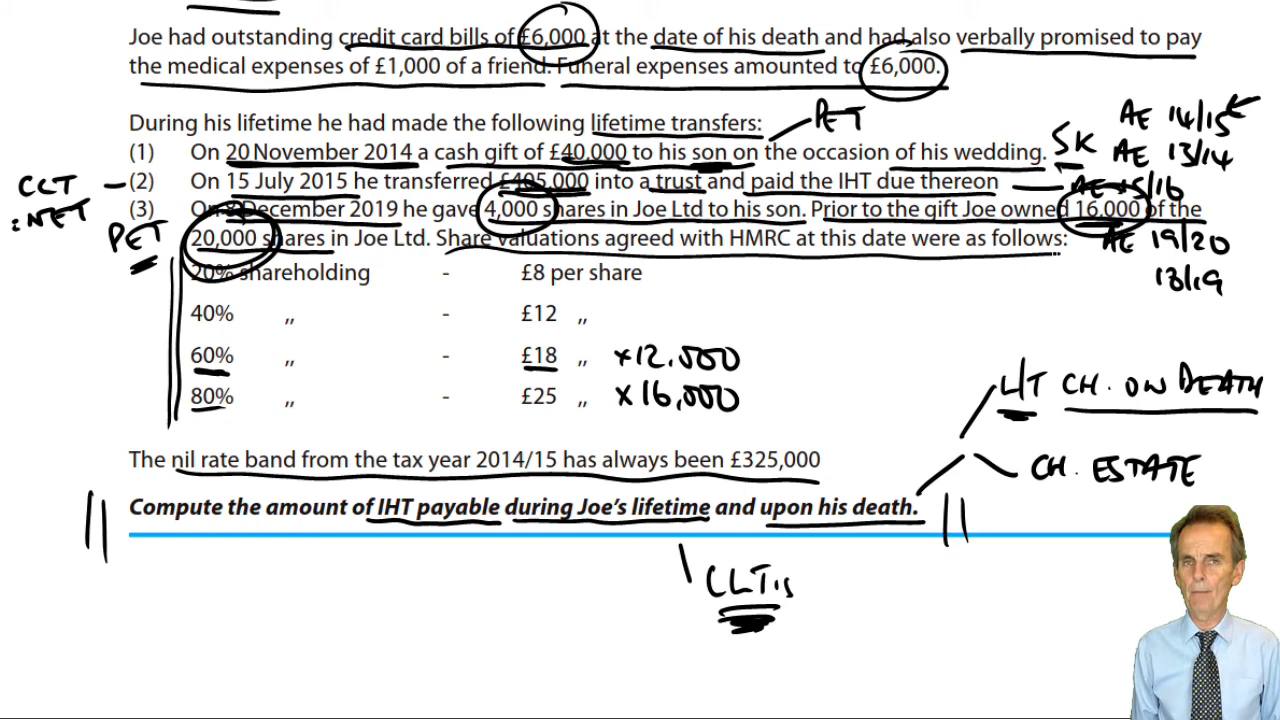 Joe had outstanding credit card bills of £6,000 at the date of his death and had also verbally promised to pay
the medical expenses of £1,000 of a friend. Funeral expenses amounted to £6,000.
During his lifetime he had made the following lifetime transfers:
PET
AE 14/15
(1) On 20 November 2014 a cash gift of £40,000 to his son on the occasion of his wedding.
5K
AE 13/14
CCT
(2) On 15 July 2015 he transferred £405,000 into a trust and paid the IHT due thereon
AE 15/16
: NET
(3) On 8 December 2019 he gave 4,000 shares in Joe Ltd to his son. Prior to the gift Joe owned 16,000 of the
PET
20,000 shares in Joe Ltd. Share valuations agreed with HMRC at this date were as follows:
AE 19/20
18/19
20% shareholding - £8 per share
40% ,, - £12 ,,
60% ,, - £18 ,, ×12,000
80% ,, - £25 ,, ×16,000
L/T CH. ON DEATH
CH. ESTATE
The nil rate band from the tax year 2014/15 has always been £325,000
Compute the amount of IHT payable during Joe's lifetime and upon his death.
CLT's